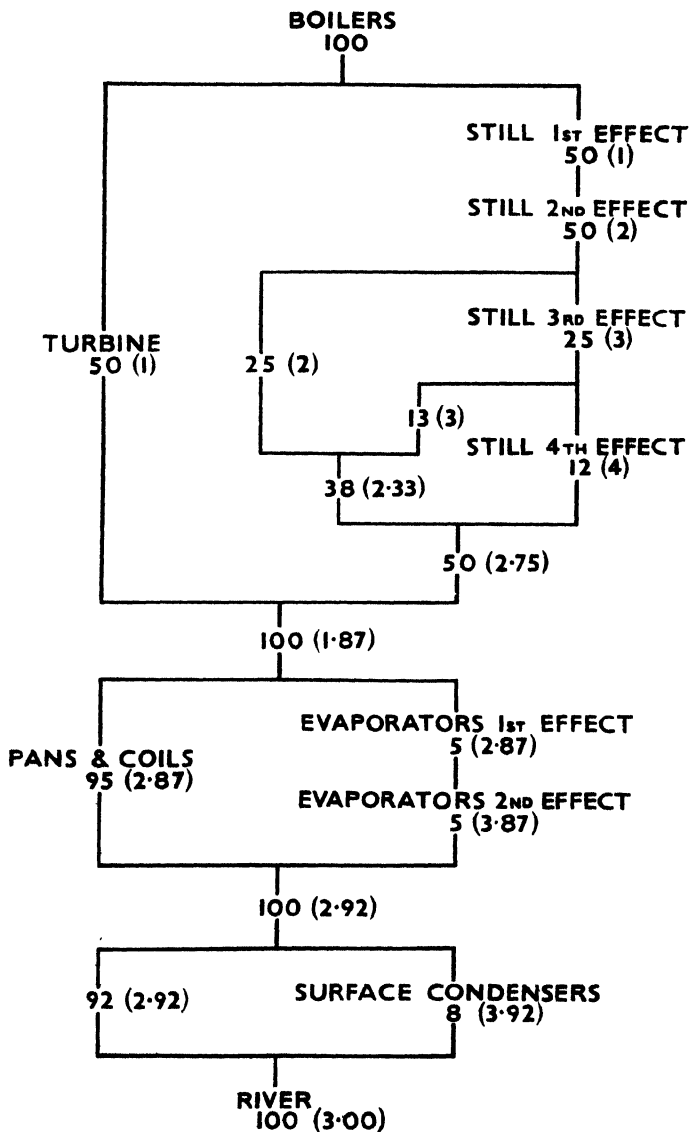 BOILERS
100
STILL 1ST EFFECT
50 (1)
STILL 2ND EFFECT
50 (2)
STILL 3RD EFFECT
25 (3)
TURBINE
50 (1)
25 (2)
13 (3)
STILL 4TH EFFECT
12 (4)
38 (2·33)
50 (2·75)
100 (1·87)
EVAPORATORS 1ST EFFECT
5 (2·87)
PANS & COILS
95 (2·87)
EVAPORATORS 2ND EFFECT
5 (3·87)
100 (2·92)
92 (2·92)
SURFACE CONDENSERS
8 (3·92)
RIVER
100 (3·00)